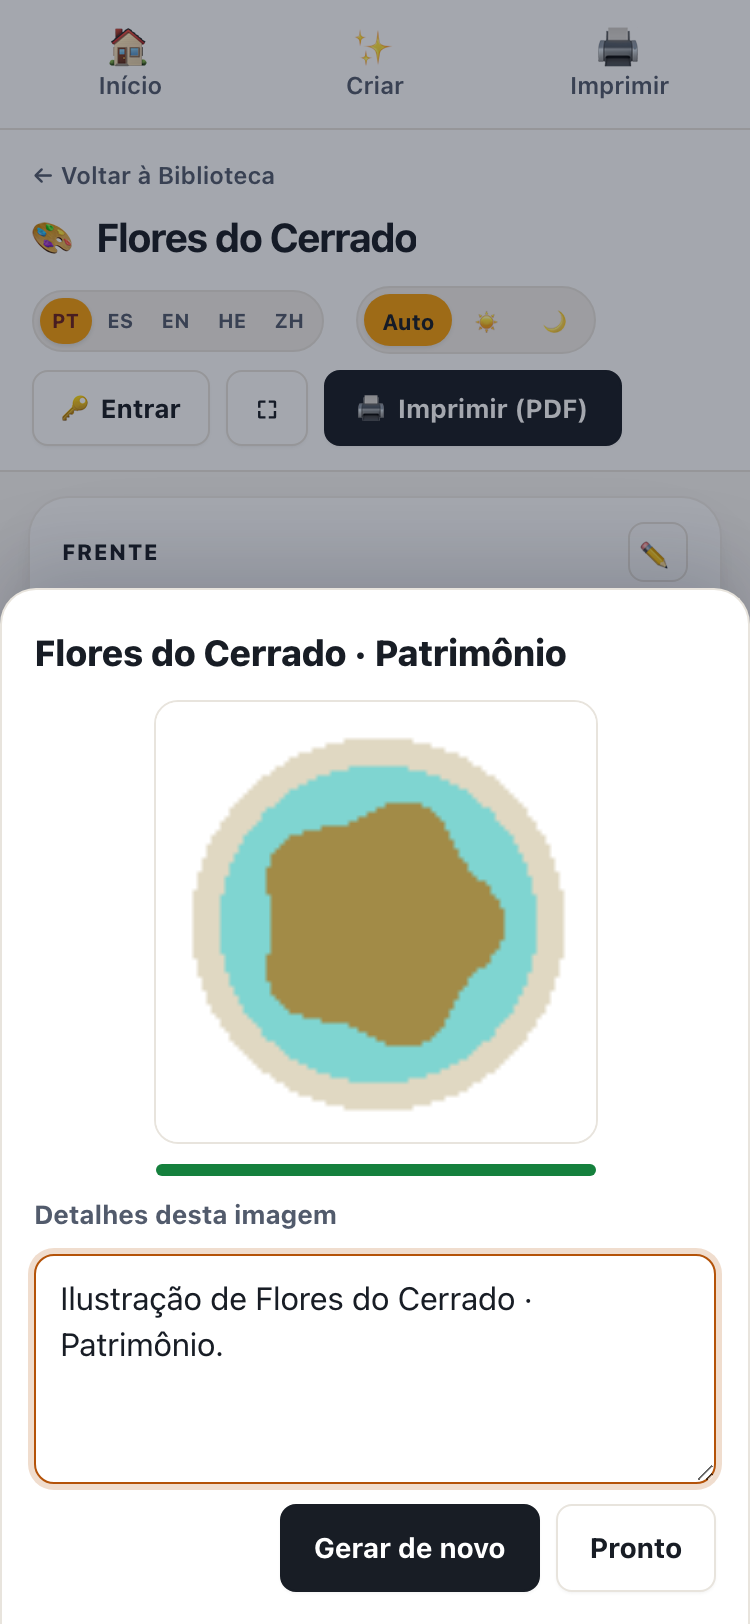 Início
Criar
Imprimir
← Voltar à Biblioteca
Flores do Cerrado
PT ES EN HE ZH
Auto
Entrar
Imprimir (PDF)
FRENTE
Flores do Cerrado · Patrimônio
Detalhes desta imagem
Ilustração de Flores do Cerrado ·
Patrimônio.
Gerar de novo
Pronto